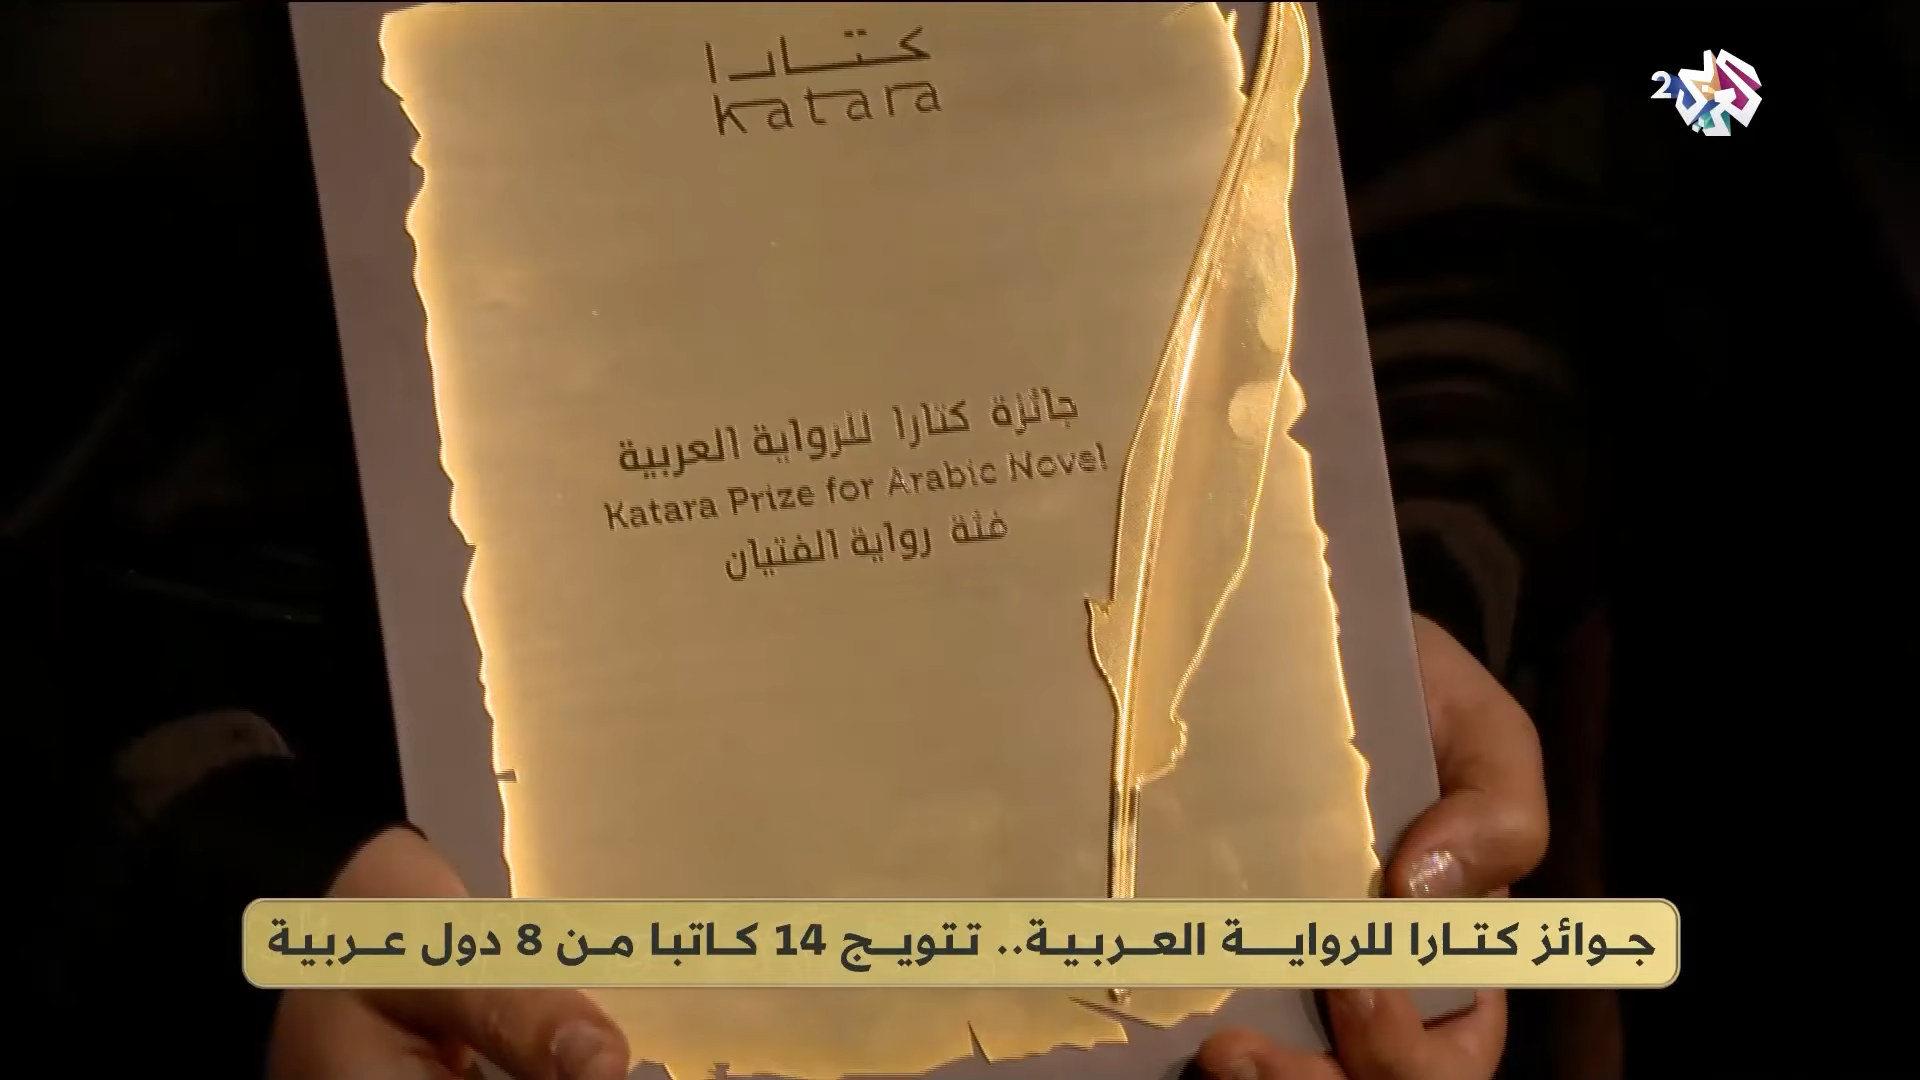 كتارا
katara
2
جائزة كتارا للرواية العربية
Katara Prize for Arabic Novel
فئة رواية الفتيان
جوائز كتارا للرواية العربية.. تتويج 14 كاتبا من 8 دول عربية